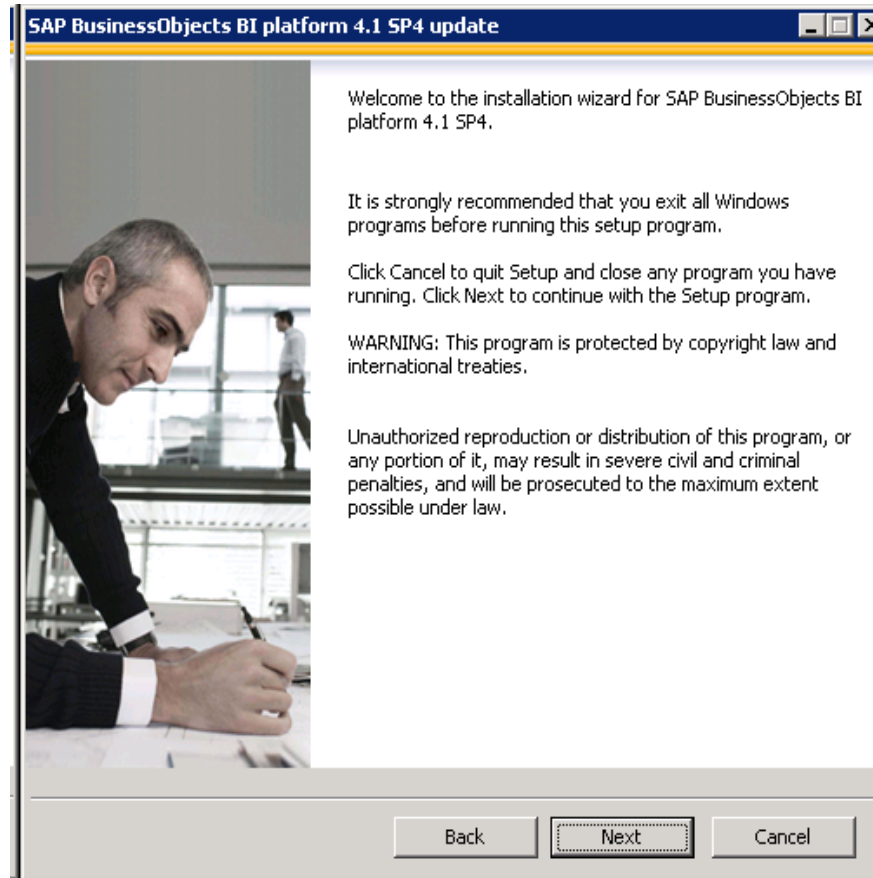 SAP BusinessObjects BI platform 4.1 SP4 update
Welcome to the installation wizard for SAP BusinessObjects BI
platform 4.1 SP4.
It is strongly recommended that you exit all Windows
programs before running this setup program.
Click Cancel to quit Setup and close any program you have
running. Click Next to continue with the Setup program.
WARNING: This program is protected by copyright law and
international treaties.
Unauthorized reproduction or distribution of this program, or
any portion of it, may result in severe civil and criminal
penalties, and will be prosecuted to the maximum extent
possible under law.
Back
Next
Cancel